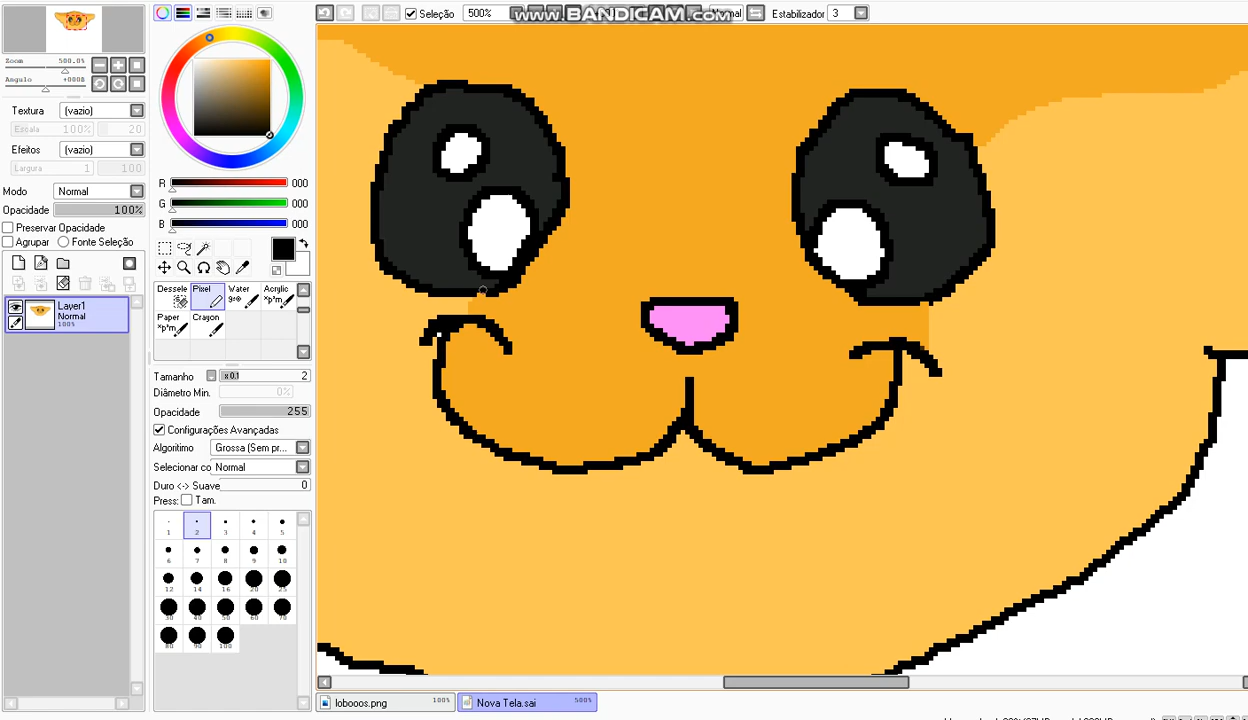 Seleção 500% www.BANDICAM.com Normal Estabilizador 3
Zoom 500.0%
Angulo +000θ
Textura (vazio)
Escala 100% 20
Efeitos (vazio)
Largura 1 100
Modo Normal
Opacidade 100%
Preservar Opacidade
Agrupar Fonte Seleção
Layer1
Normal
100%
R 000
G 000
B 000
Dessele Pixel Water Acrylic
Paper Crayon
Tamanho x 0.1 2
Diâmetro Min. 0%
Opacidade 255
Configurações Avançadas
Algoritmo Grossa (Sem pr...
Selecionar co Normal
Duro <-> Suave 0
Press: Tam.
1 2 3 4 5
6 7 8 9 10
12 14 16 20 25
30 40 50 60 70
80 90 100
lobooos.png 100% Nova Tela.sai 500%